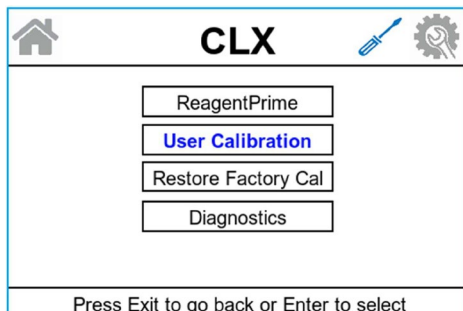 CLX
ReagentPrime
User Calibration
Restore Factory Cal
Diagnostics
Press Exit to go back or Enter to select